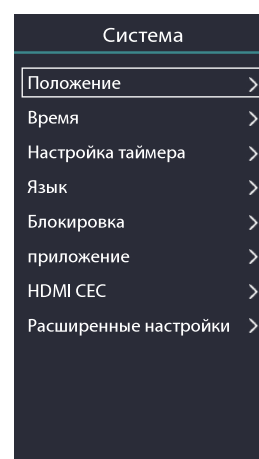 Система
Положение
Время
Настройка таймера
Язык
Блокировка
приложение
HDMI CEC
Расширенные настройки